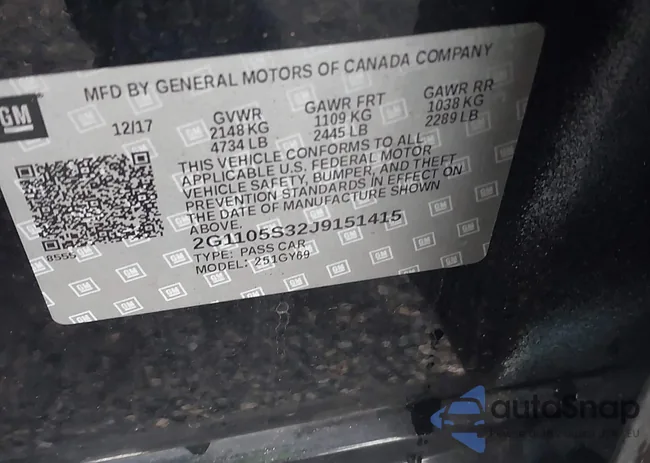 MFD BY GENERAL MOTORS OF CANADA COMPANY
GM
12/17
GVWR
2148 KG
4734 LB
GAWR FRT
1109 KG
2445 LB
GAWR RR
1038 KG
2289 LB
THIS VEHICLE CONFORMS TO ALL
APPLICABLE U.S. FEDERAL MOTOR
VEHICLE SAFETY, BUMPER, AND THEFT
PREVENTION STANDARDS IN EFFECT ON
THE DATE OF MANUFACTURE SHOWN
ABOVE.
2G1105S32J9151415
TYPE: PASS CAR
MODEL: 251GY69
8555
autoSnap